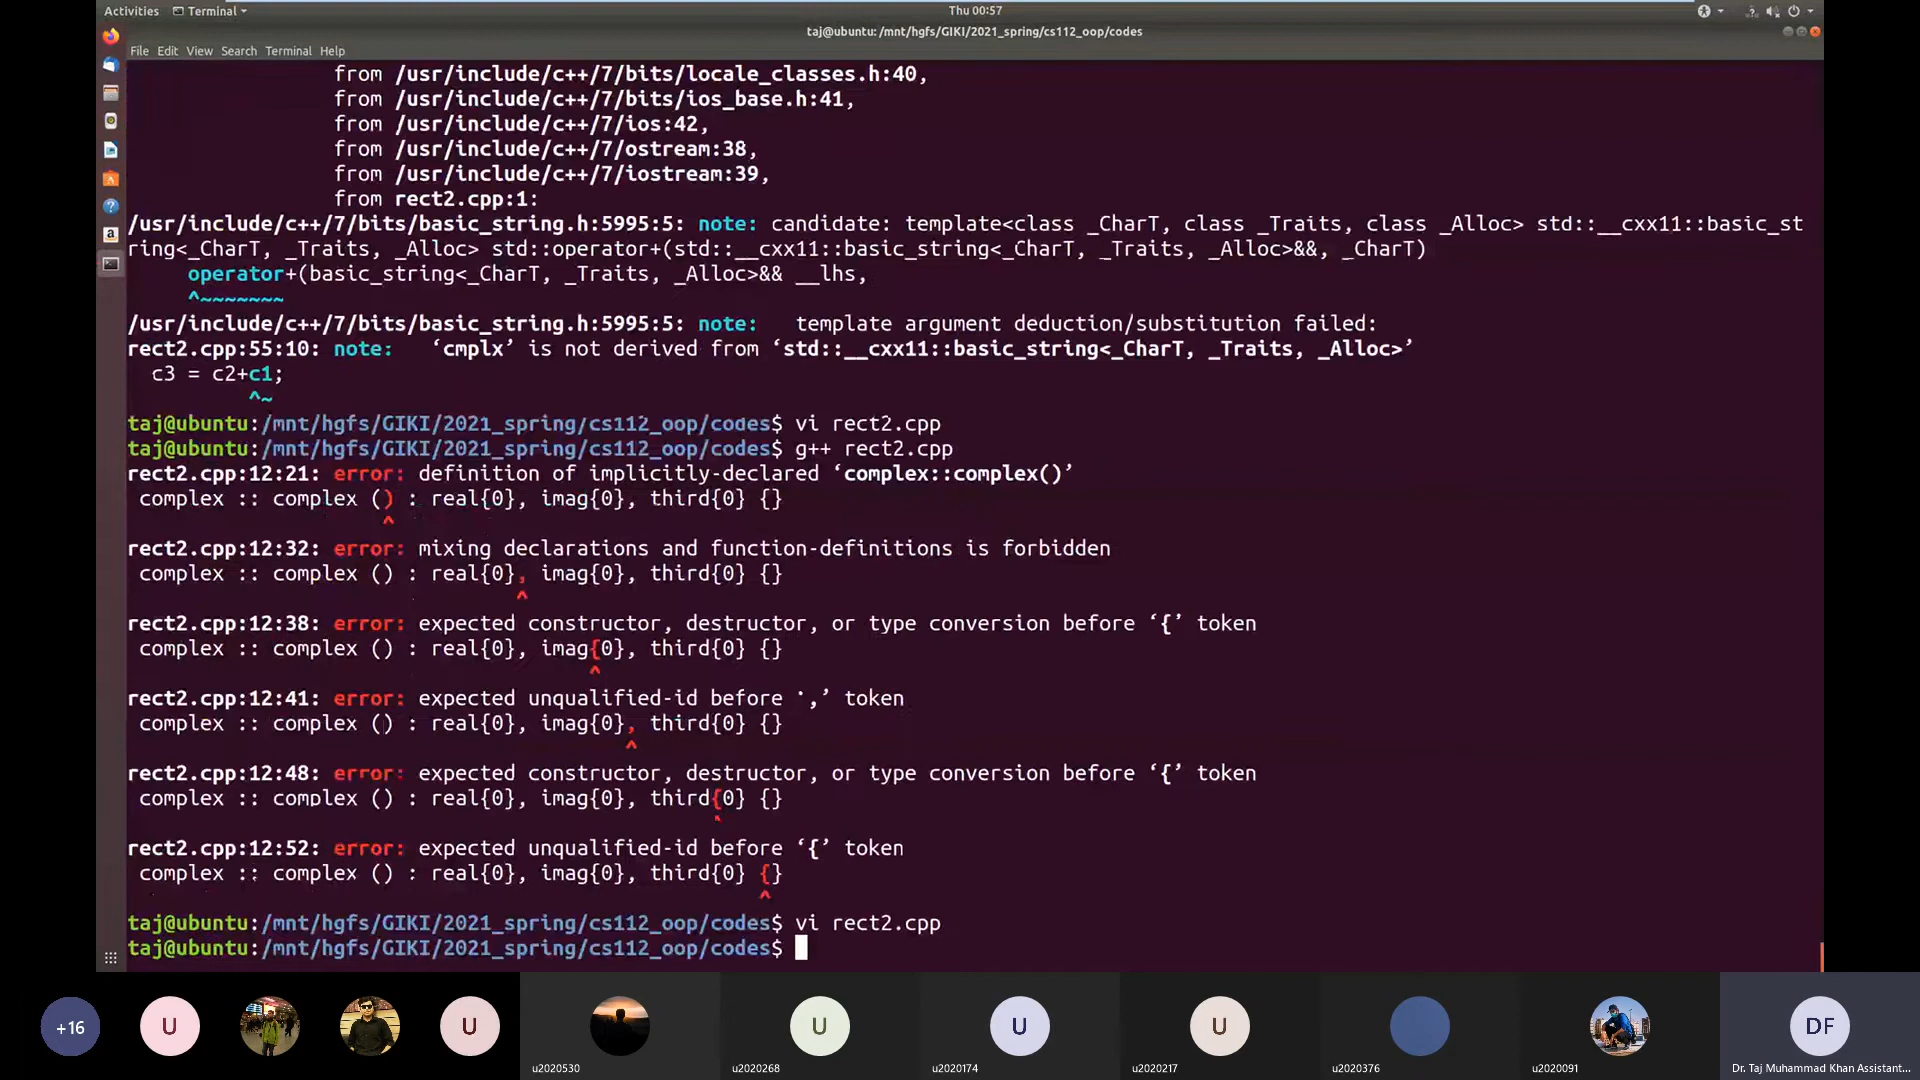 Activities Terminal Thu 00:57
taj@ubuntu: /mnt/hgfs/GIKI/2021_spring/cs112_oop/codes
File Edit View Search Terminal Help
from /usr/include/c++/7/bits/locale_classes.h:40,
from /usr/include/c++/7/bits/ios_base.h:41,
from /usr/include/c++/7/ios:42,
from /usr/include/c++/7/ostream:38,
from /usr/include/c++/7/iostream:39,
from rect2.cpp:1:
/usr/include/c++/7/bits/basic_string.h:5995:5: note: candidate: template<class _CharT, class _Traits, class _Alloc> std::__cxx11::basic_st
ring<_CharT, _Traits, _Alloc> std::operator+(std::__cxx11::basic_string<_CharT, _Traits, _Alloc>&&, _CharT)
operator+(basic_string<_CharT, _Traits, _Alloc>&& __lhs,
^~~~~~~~
/usr/include/c++/7/bits/basic_string.h:5995:5: note:   template argument deduction/substitution failed:
rect2.cpp:55:10: note:   ‘cmplx’ is not derived from ‘std::__cxx11::basic_string<_CharT, _Traits, _Alloc>’
c3 = c2+c1;
^~
taj@ubuntu:/mnt/hgfs/GIKI/2021_spring/cs112_oop/codes$ vi rect2.cpp
taj@ubuntu:/mnt/hgfs/GIKI/2021_spring/cs112_oop/codes$ g++ rect2.cpp
rect2.cpp:12:21: error: definition of implicitly-declared ‘complex::complex()’
complex :: complex () : real{0}, imag{0}, third{0} {}
^
rect2.cpp:12:32: error: mixing declarations and function-definitions is forbidden
complex :: complex () : real{0}, imag{0}, third{0} {}
^
rect2.cpp:12:38: error: expected constructor, destructor, or type conversion before ‘{’ token
complex :: complex () : real{0}, imag{0}, third{0} {}
^
rect2.cpp:12:41: error: expected unqualified-id before ‘,’ token
complex :: complex () : real{0}, imag{0}, third{0} {}
^
rect2.cpp:12:48: error: expected constructor, destructor, or type conversion before ‘{’ token
complex :: complex () : real{0}, imag{0}, third{0} {}
^
rect2.cpp:12:52: error: expected unqualified-id before ‘{’ token
complex :: complex () : real{0}, imag{0}, third{0} {}
^
taj@ubuntu:/mnt/hgfs/GIKI/2021_spring/cs112_oop/codes$ vi rect2.cpp
taj@ubuntu:/mnt/hgfs/GIKI/2021_spring/cs112_oop/codes$
+16 U U U U U DF
u2020530 u2020268 u2020174 u2020217 u2020376 u2020091 Dr. Taj Muhammad Khan Assistant...